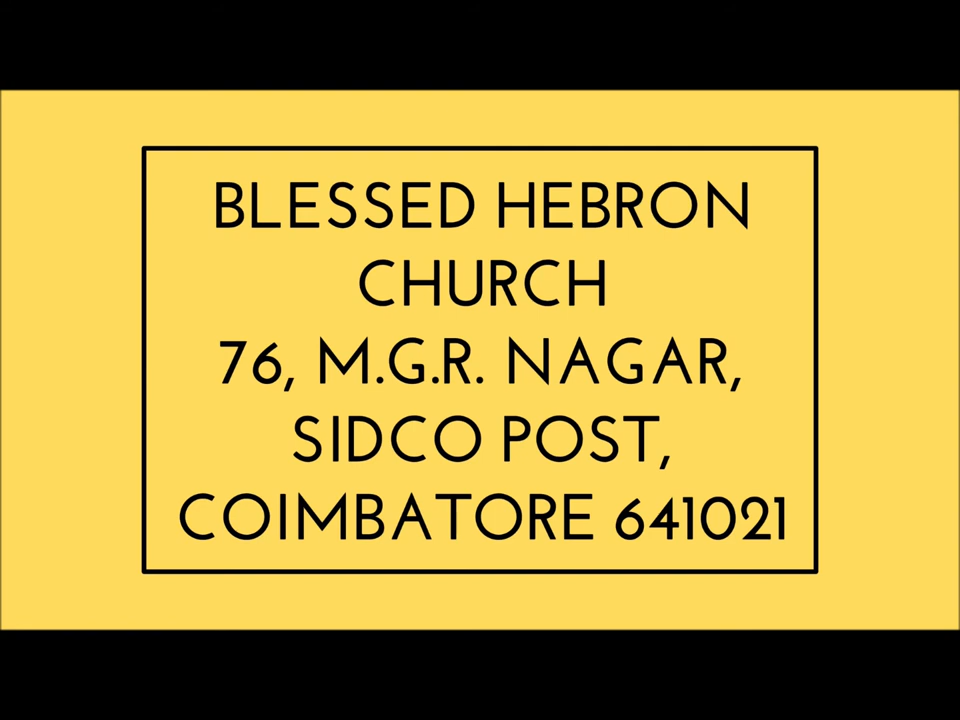 BLESSED HEBRON
CHURCH
76, M.G.R. NAGAR,
SIDCO POST,
COIMBATORE 641021